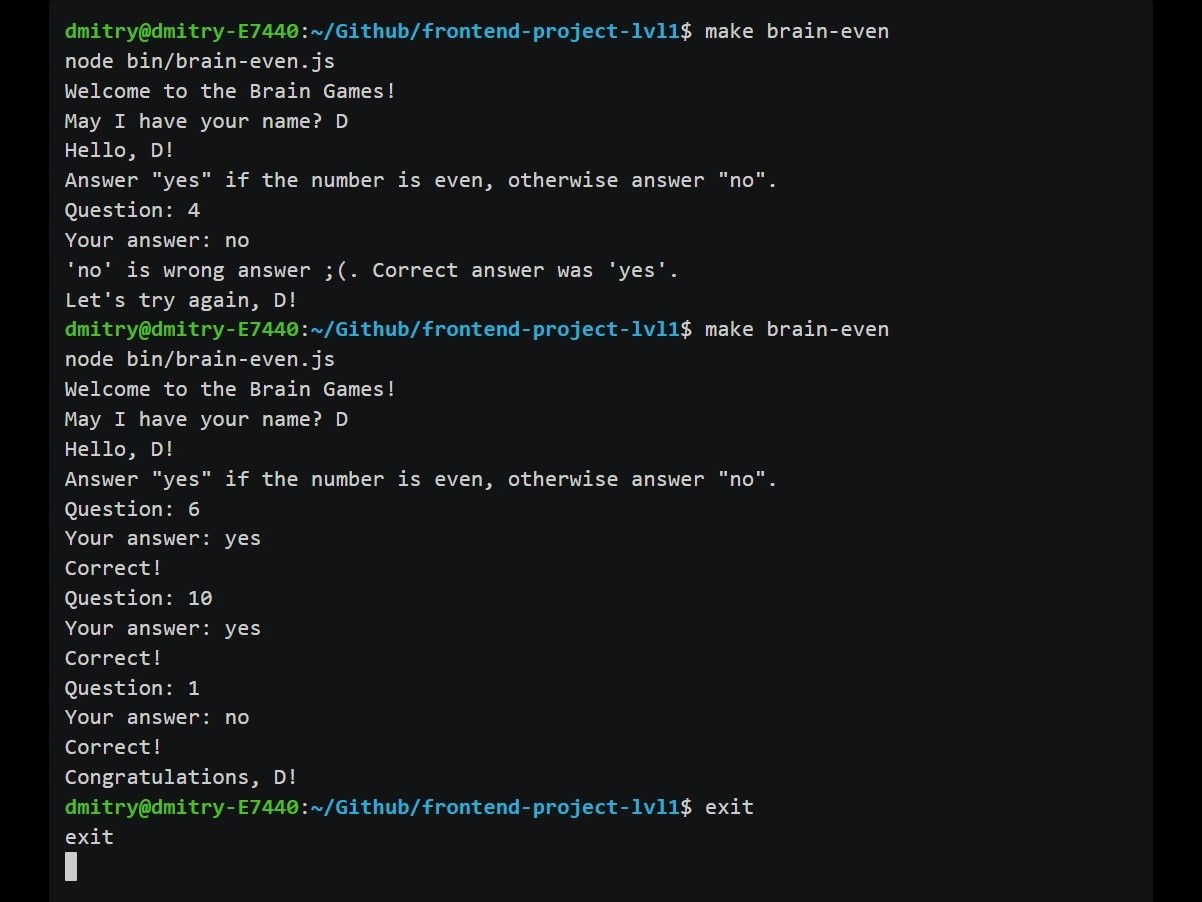 dmitry@dmitry-E7440:~/Github/frontend-project-lvl1$ make brain-even
node bin/brain-even.js
Welcome to the Brain Games!
May I have your name? D
Hello, D!
Answer "yes" if the number is even, otherwise answer "no".
Question: 4
Your answer: no
'no' is wrong answer ;(. Correct answer was 'yes'.
Let's try again, D!
dmitry@dmitry-E7440:~/Github/frontend-project-lvl1$ make brain-even
node bin/brain-even.js
Welcome to the Brain Games!
May I have your name? D
Hello, D!
Answer "yes" if the number is even, otherwise answer "no".
Question: 6
Your answer: yes
Correct!
Question: 10
Your answer: yes
Correct!
Question: 1
Your answer: no
Correct!
Congratulations, D!
dmitry@dmitry-E7440:~/Github/frontend-project-lvl1$ exit
exit